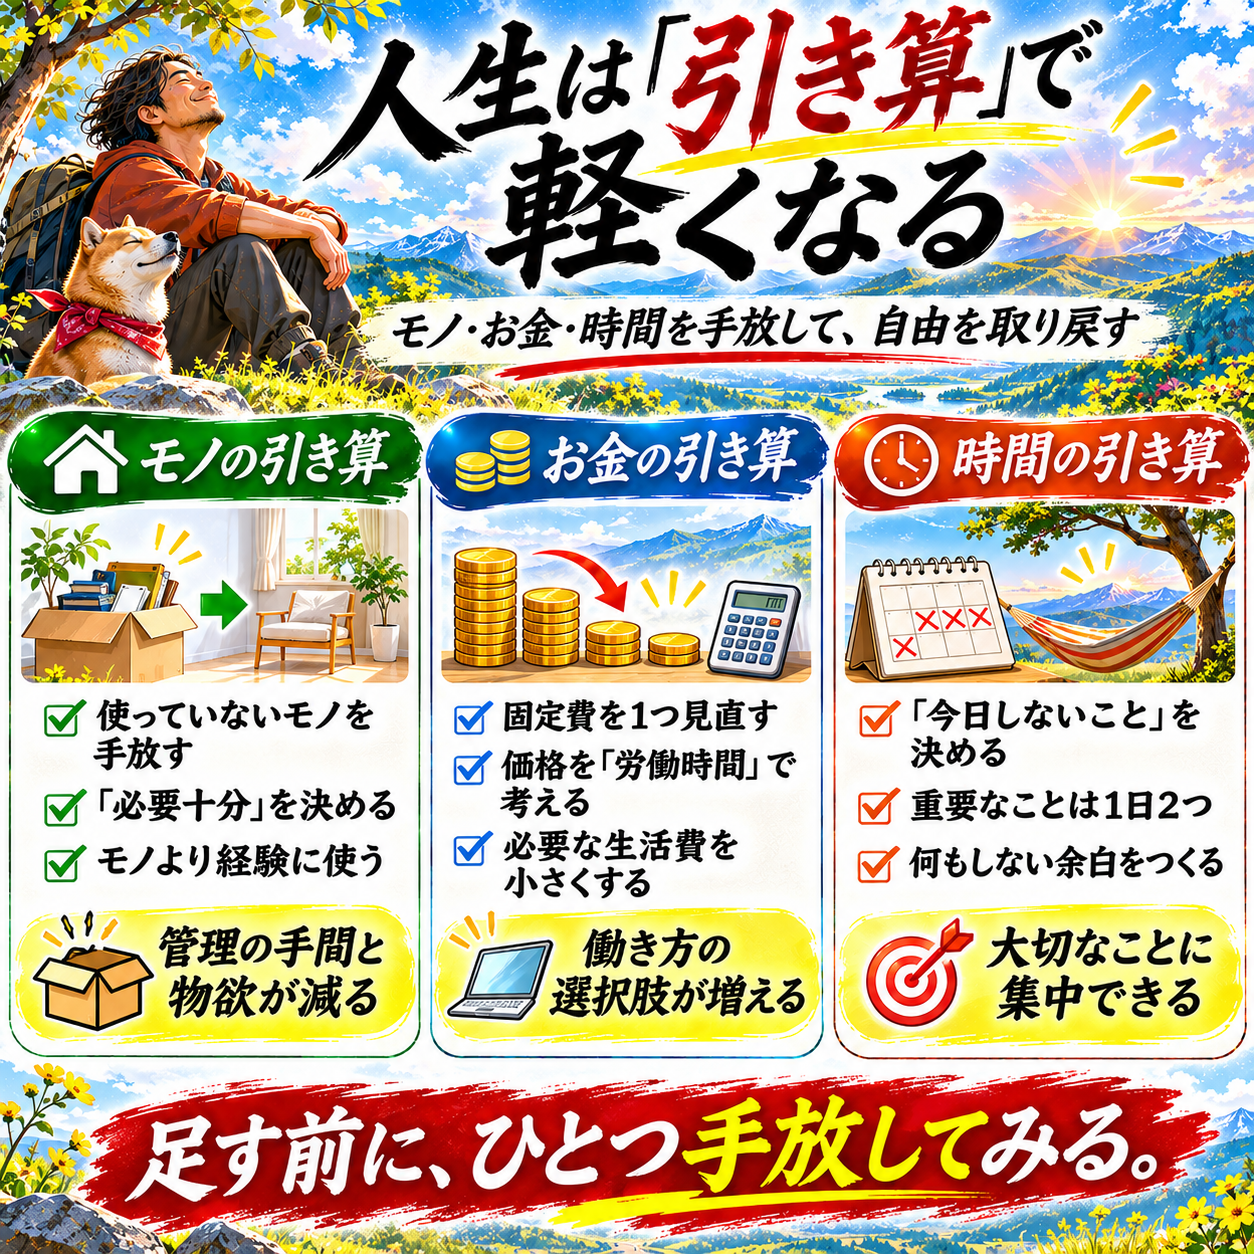 人生は「引き算」で
軽くなる
モノ・お金・時間を手放して、自由を取り戻す
モノの引き算
使っていないモノを
手放す
「必要十分」を決める
モノより経験に使う
管理の手間と
物欲が減る
お金の引き算
固定費を1つ見直す
価格を「労働時間」で
考える
必要な生活費を
小さくする
働き方の
選択肢が増える
時間の引き算
「今日しないこと」を
決める
重要なことは1日2つ
何もしない余白をつくる
大切なことに
集中できる
足す前に、ひとつ手放してみる。